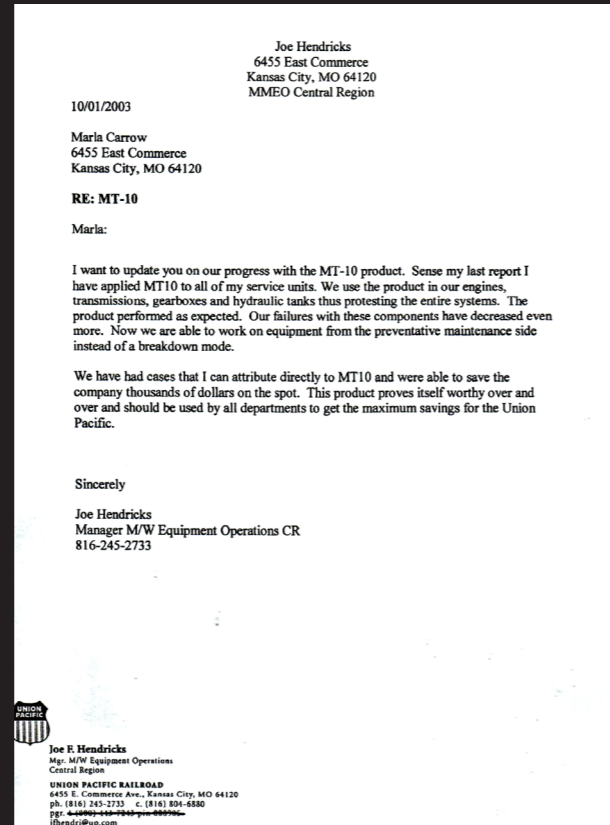 Joe Hendricks
6455 East Commerce
Kansas City, MO 64120
MMEO Central Region
10/01/2003
Marla Carrow
6455 East Commerce
Kansas City, MO 64120
RE: MT-10
Marla:
I want to update you on our progress with the MT-10 product. Sense my last report I
have applied MT10 to all of my service units. We use the product in our engines,
transmissions, gearboxes and hydraulic tanks thus protesting the entire systems. The
product performed as expected. Our failures with these components have decreased even
more. Now we are able to work on equipment from the preventative maintenance side
instead of a breakdown mode.
We have had cases that I can attribute directly to MT10 and were able to save the
company thousands of dollars on the spot. This product proves itself worthy over and
over and should be used by all departments to get the maximum savings for the Union
Pacific.
Sincerely
Joe Hendricks
Manager M/W Equipment Operations CR
816-245-2733
UNION
PACIFIC
Joe F. Hendricks
Mgr. M/W Equipment Operations
Central Region
UNION PACIFIC RAILROAD
6455 E. Commerce Ave., Kansas City, MO 64120
ph. (816) 245-2733 c. (816) 804-6880
pgr.
jfhendri@up.com